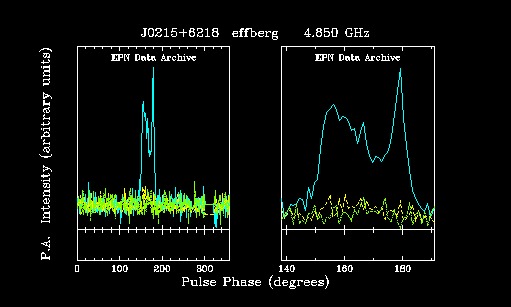 J0215+6218 effberg 4.850 GHz
EPN Data Archive EPN Data Archive
P.A. Intensity (arbitrary units)
0 100 200 300 140 160 180
Pulse Phase (degrees)